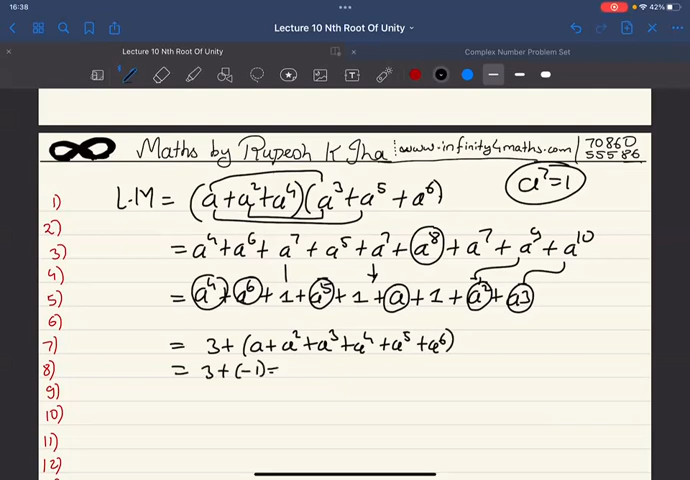 16:38
42%
Lecture 10 Nth Root Of Unity
Lecture 10 Nth Root Of Unity
Complex Number Problem Set
∞ Maths by Rupesh K Jha www.infinity4maths.com / 7086D 55586
1) L·M = (a+a²+a⁴)(a³+a⁵+a⁶) a⁷=1
2)
3) = a⁴+a⁶+a⁷+a⁵+a⁷+a⁸+a⁷+a⁹+a¹⁰
4)
5) = a⁴+a⁶+1+a⁵+1+a+1+a²+a3
6)
7) = 3+(a+a²+a³+a⁴+a⁵+a⁶)
8) = 3+(-1)=
9)
10)
11)
12)